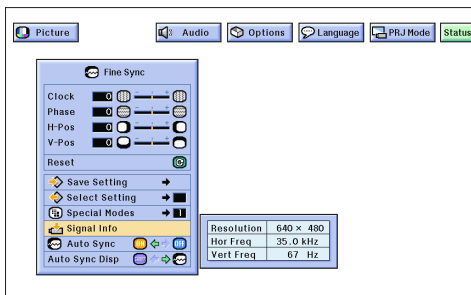 Picture Audio Options Language PRJ Mode Status
Fine Sync
Clock 0
Phase 0
H-Pos 0
V-Pos 0
Reset
Save Setting
Select Setting
Special Modes 1
Signal Info
Auto Sync
Auto Sync Disp
Resolution 640 × 480
Hor Freq 35.0 kHz
Vert Freq 67 Hz